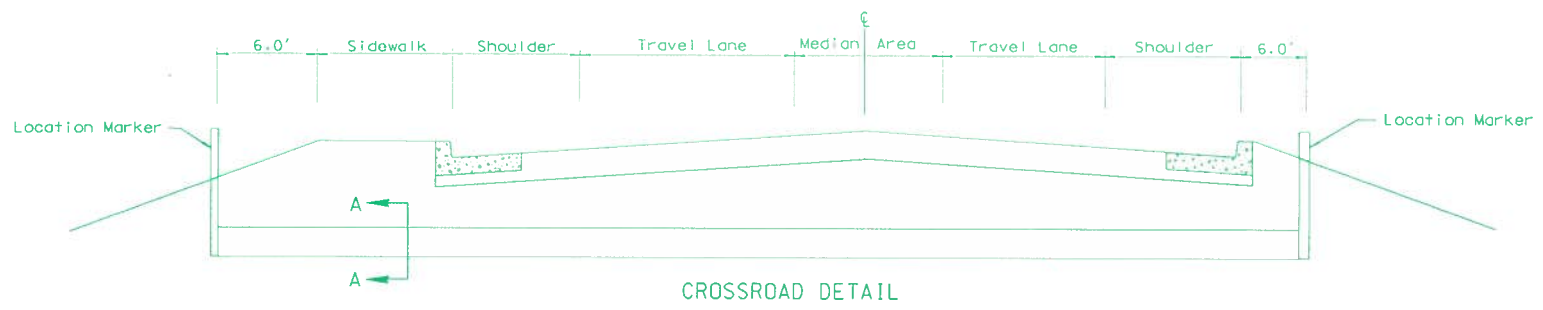 ℄
6.0' Sidewalk Shoulder Travel Lane Median Area Travel Lane Shoulder 6.0'
Location Marker
Location Marker
A
A
CROSSROAD DETAIL